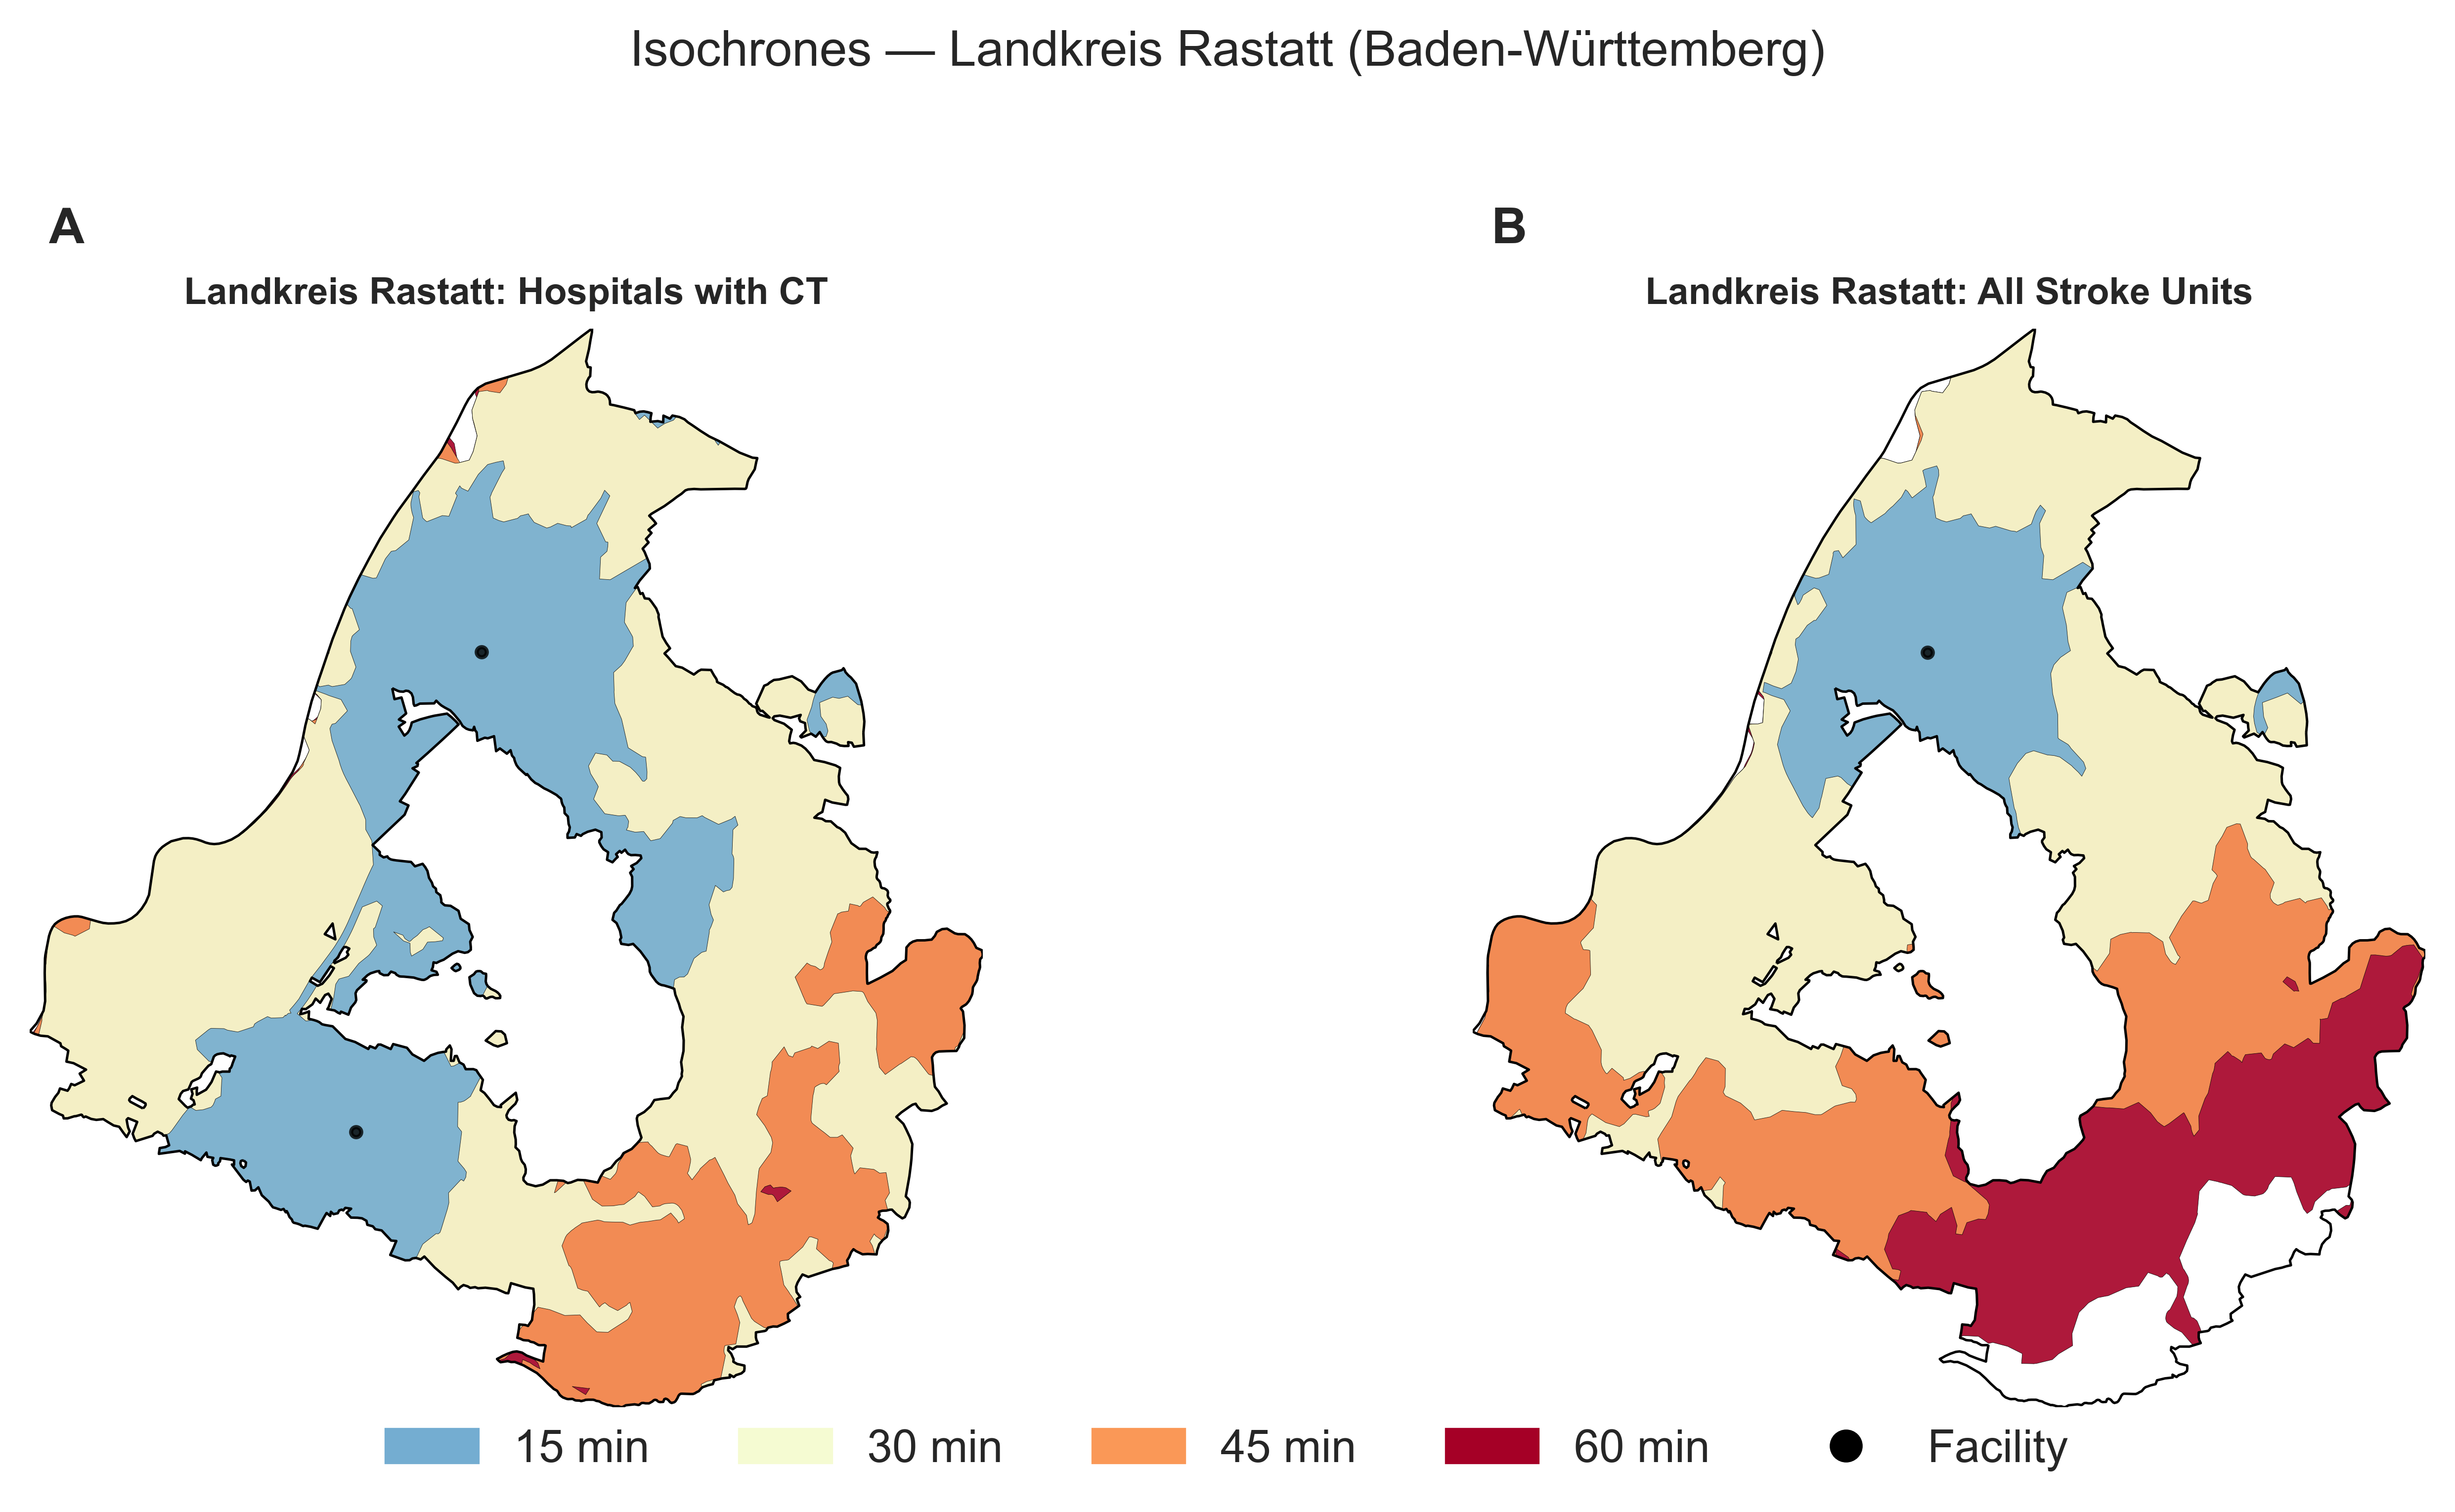 Isochrones — Landkreis Rastatt (Baden-Württemberg)
A
B
Landkreis Rastatt: Hospitals with CT
Landkreis Rastatt: All Stroke Units
15 min
30 min
45 min
60 min
Facility